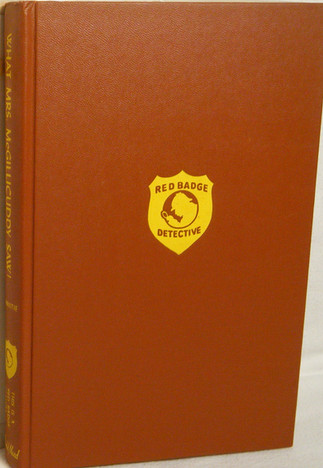 WHAT MRS. McGILLICUDDY SAW!
RED BADGE
DETECTIVE